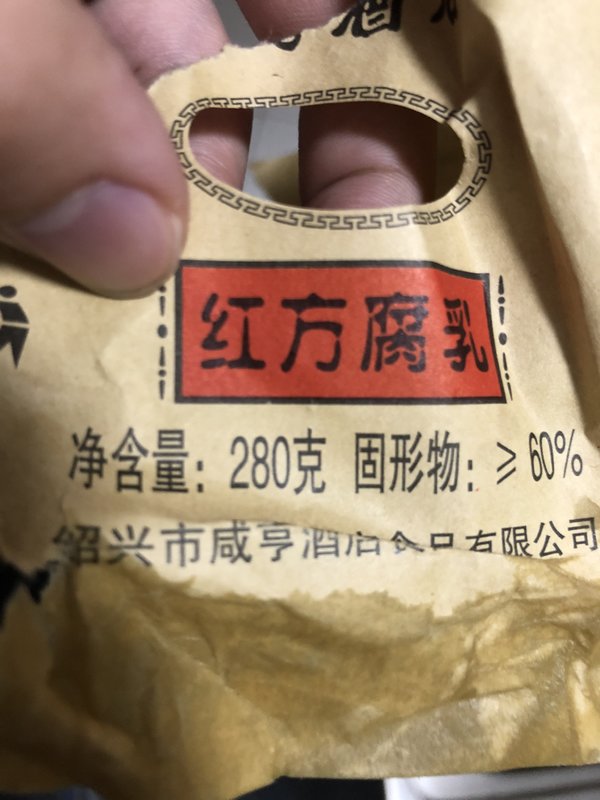 酒
红方腐乳
净含量：280克 固形物：≥60%
绍兴市咸亨酒店食品有限公司